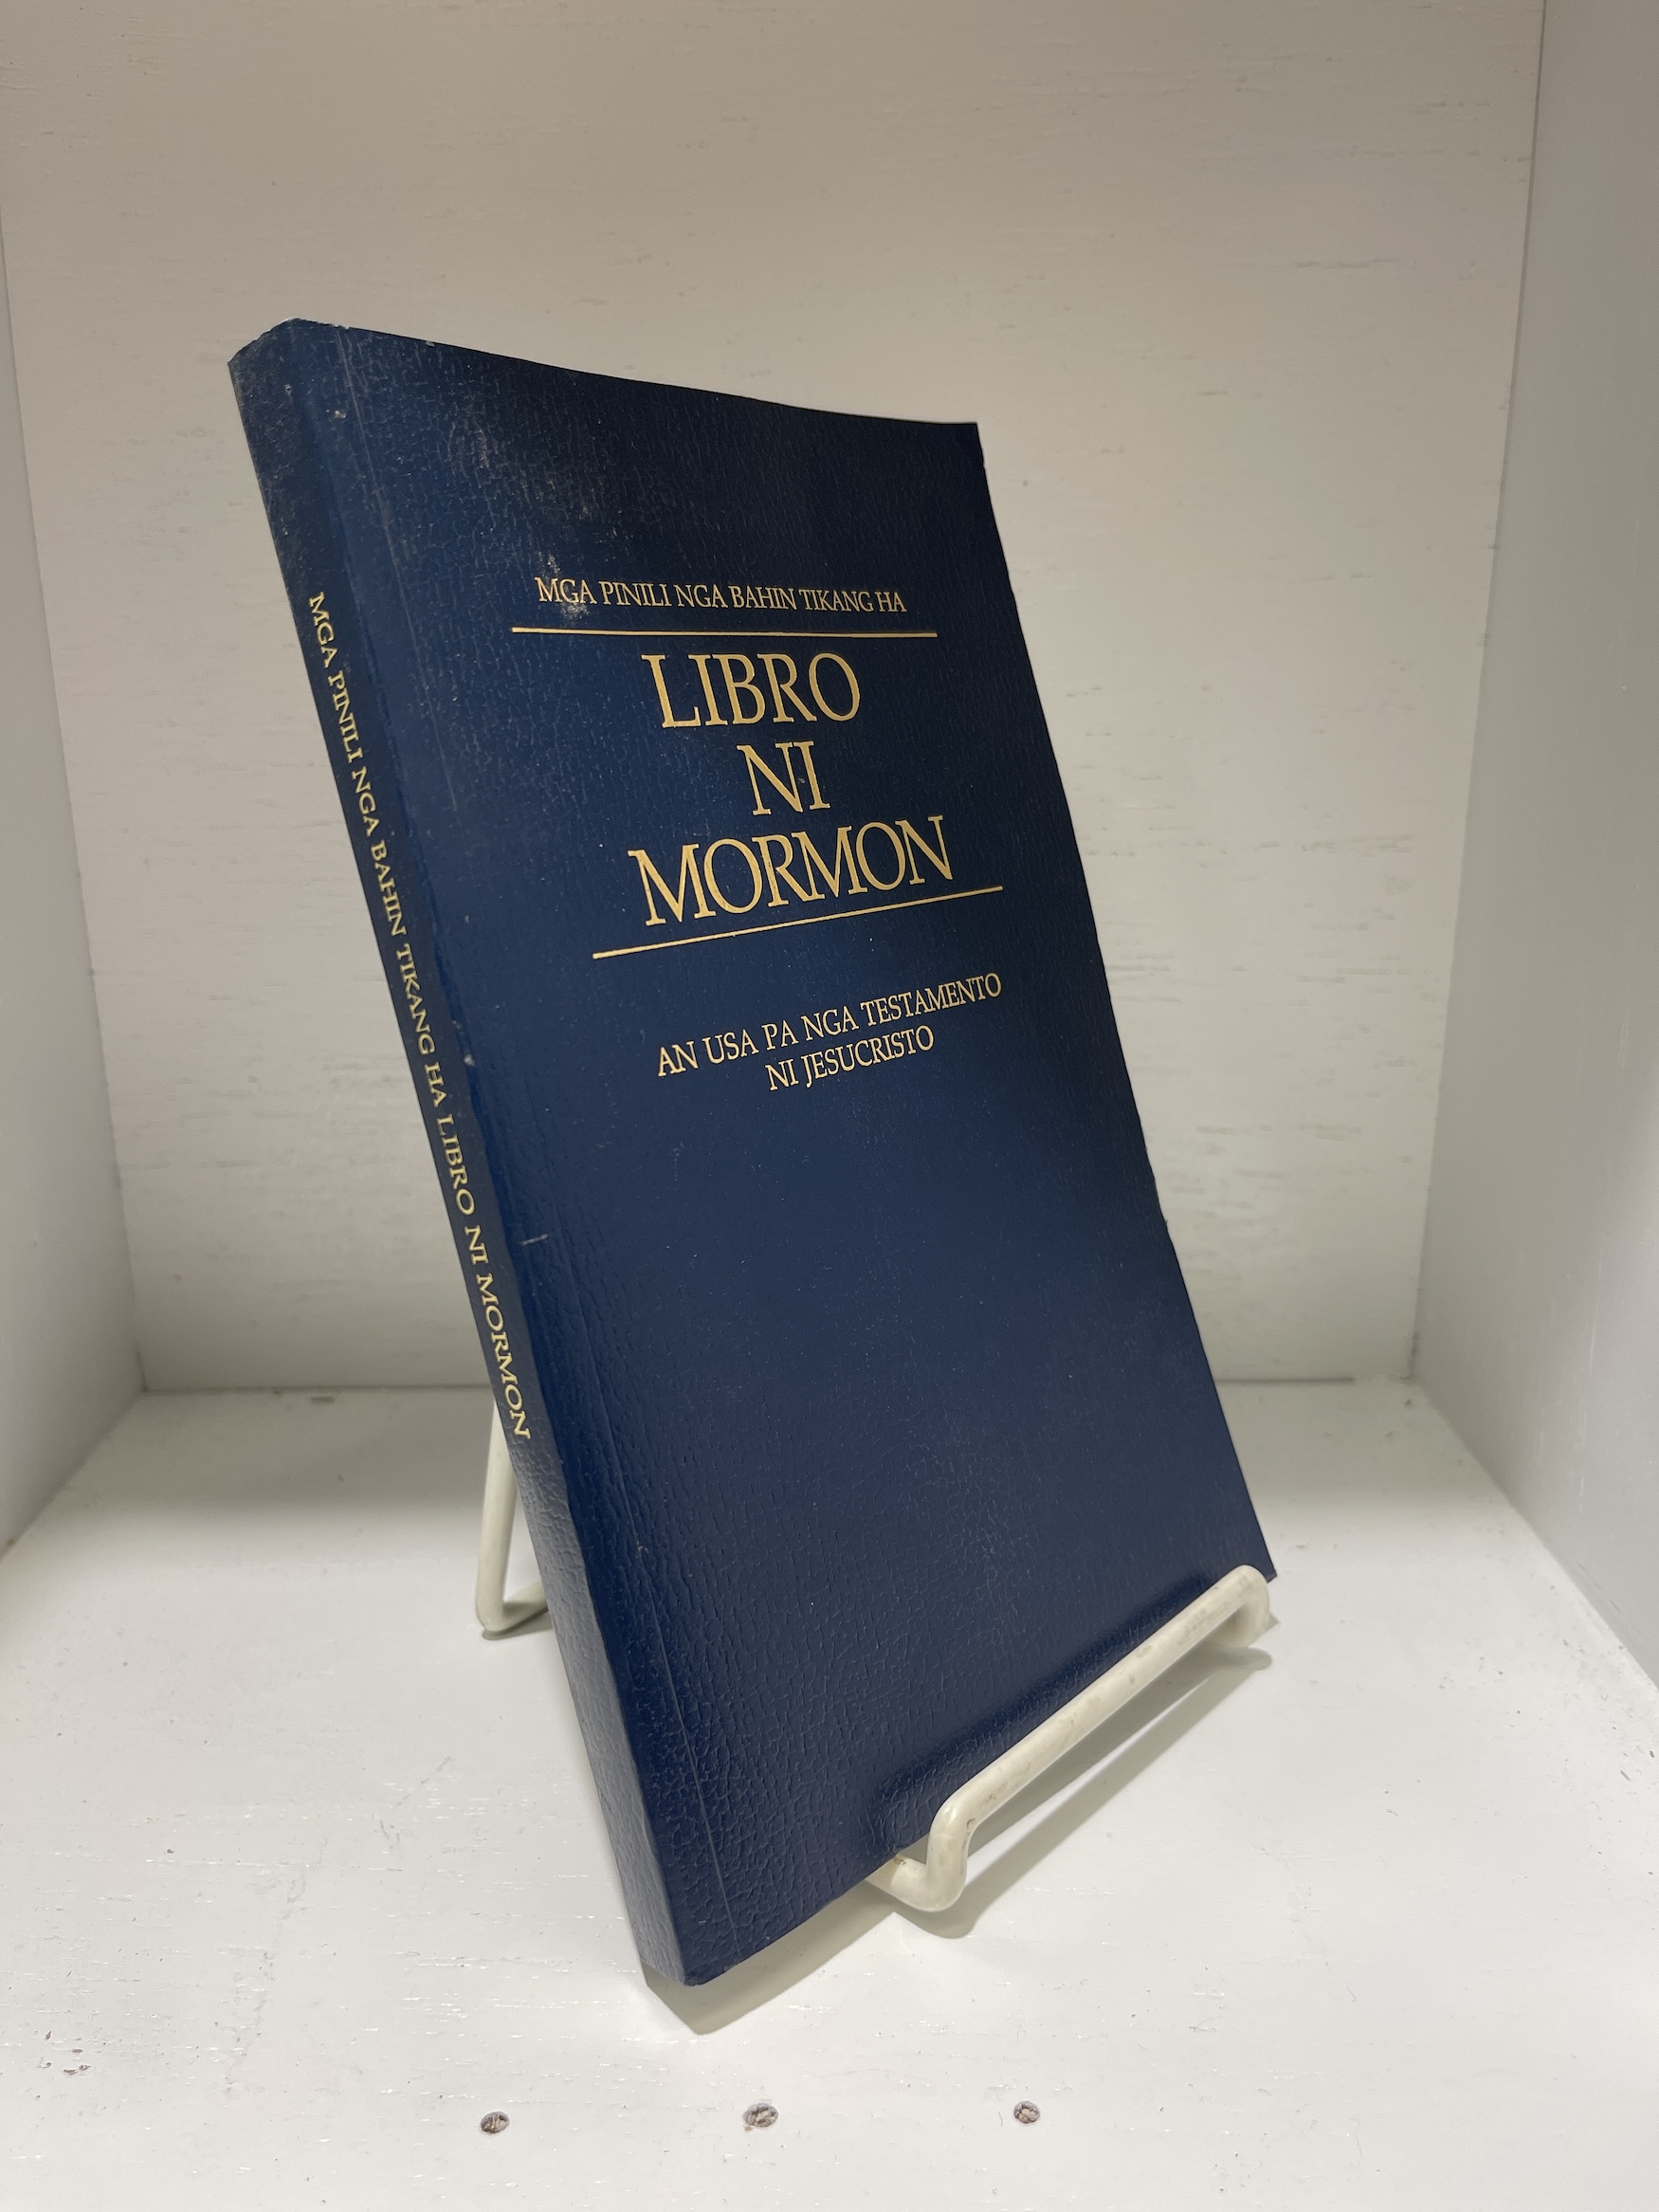 MGA PINILI NGA BAHIN TIKANG HA
LIBRO
NI
MORMON
AN USA PA NGA TESTAMENTO
NI JESUCRISTO
MGA PINILI NGA BAHIN TIKANG HA LIBRO NI MORMON